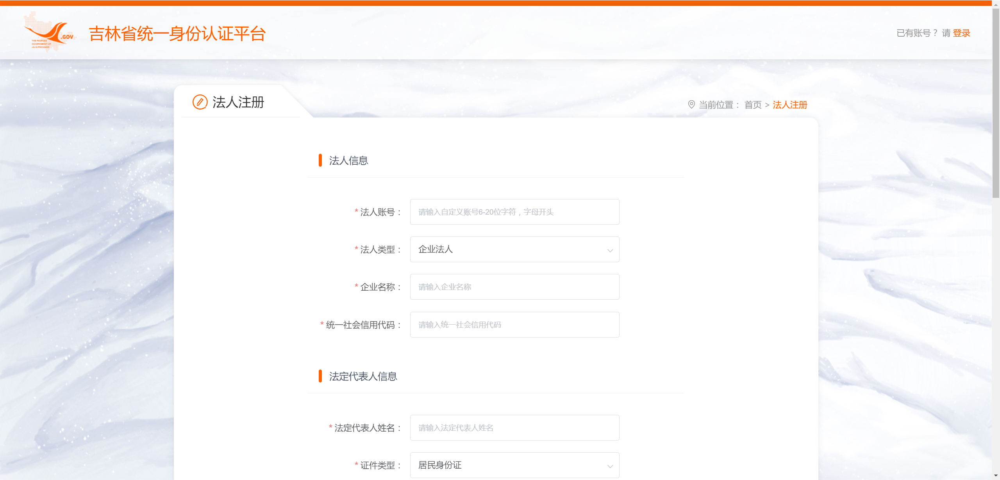 .GOV
THE PEOPLES
GOVERNMENT OF
JILIN PROVINCE
吉林省统一身份认证平台
已有账号？ 请 登录
法人注册
当前位置： 首页 > 法人注册
法人信息
* 法人账号：
请输入自定义账号6-20位字符，字母开头
* 法人类型：
企业法人
* 企业名称：
请输入企业名称
* 统一社会信用代码：
请输入统一社会信用代码
法定代表人信息
* 法定代表人姓名：
请输入法定代表人姓名
* 证件类型：
居民身份证